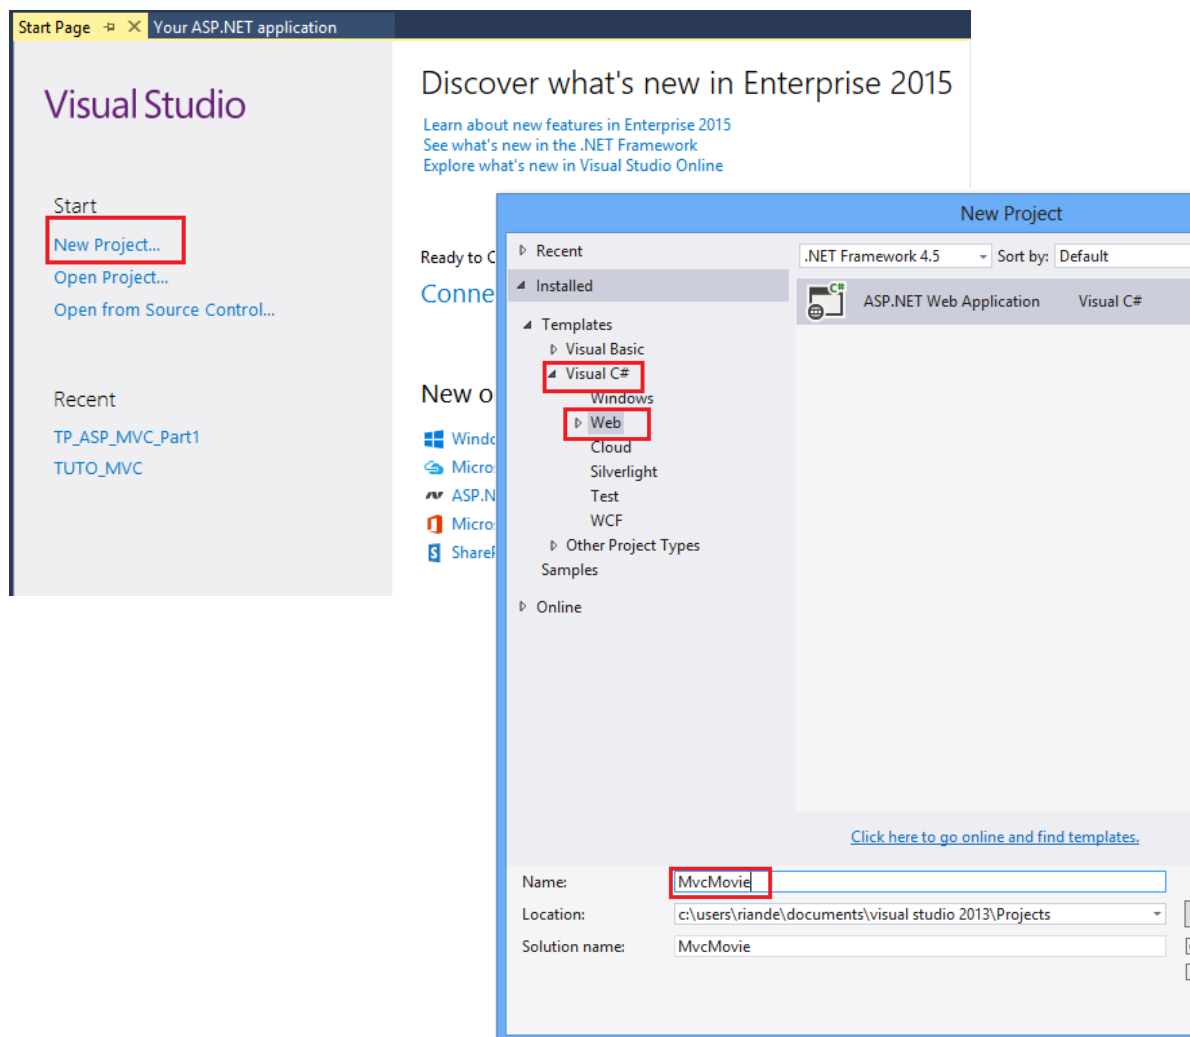 Start Page
Your ASP.NET application
Visual Studio
Discover what's new in Enterprise 2015
Learn about new features in Enterprise 2015
See what's new in the .NET Framework
Explore what's new in Visual Studio Online
Start
New Project...
Open Project...
Open from Source Control...
Recent
TP_ASP_MVC_Part1
TUTO_MVC
Ready to
Conne
New o
Windo
Micro
ASP.N
Micro
Share
New Project
Recent
Installed
Templates
Visual Basic
Visual C#
Windows
Web
Cloud
Silverlight
Test
WCF
Other Project Types
Samples
Online
.NET Framework 4.5
Sort by: Default
C#
ASP.NET Web Application Visual C#
Click here to go online and find templates.
Name: MvcMovie
Location: c:\users\riande\documents\visual studio 2013\Projects
Solution name: MvcMovie